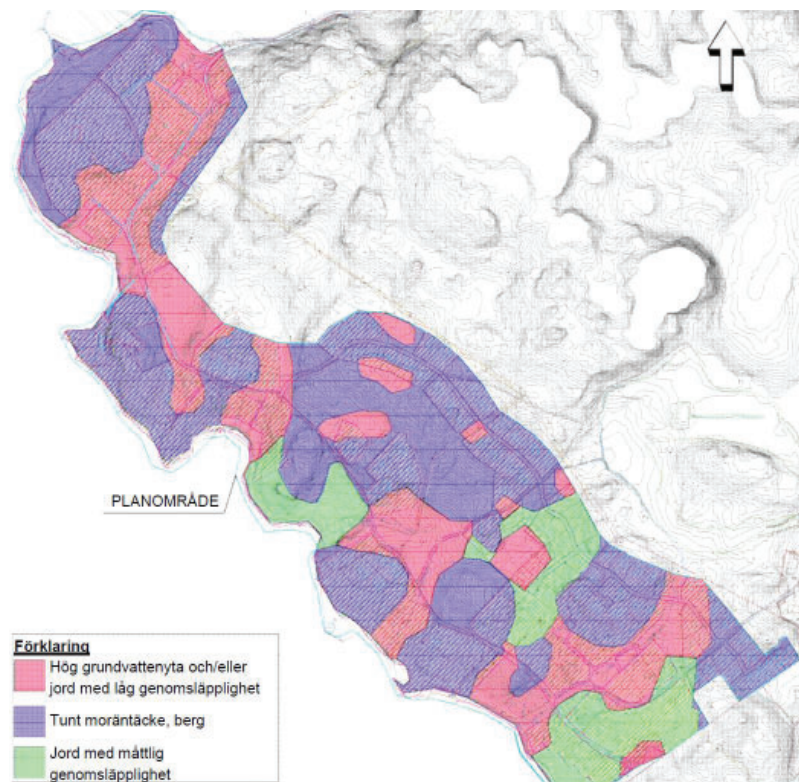 PLANOMRÅDE
Förklaring
Hög grundvattenyta och/eller
jord med låg genomsläpplighet
Tunt moräntäcke, berg
Jord med måttlig
genomsläpplighet